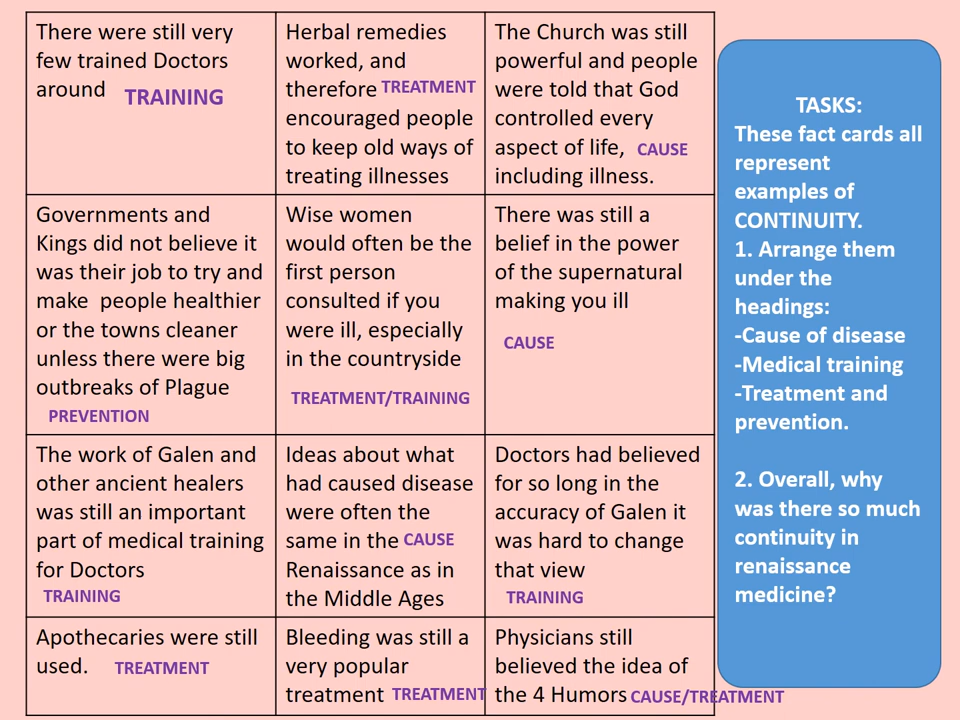 There were still very
few trained Doctors
around TRAINING
Herbal remedies
worked, and
therefore TREATMENT
encouraged people
to keep old ways of
treating illnesses
The Church was still
powerful and people
were told that God
controlled every
aspect of life, CAUSE
including illness.
Governments and
Kings did not believe it
was their job to try and
make people healthier
or the towns cleaner
unless there were big
outbreaks of Plague
PREVENTION
Wise women
would often be the
first person
consulted if you
were ill, especially
in the countryside
TREATMENT/TRAINING
There was still a
belief in the power
of the supernatural
making you ill
CAUSE
The work of Galen and
other ancient healers
was still an important
part of medical training
for Doctors
TRAINING
Ideas about what
had caused disease
were often the
same in the CAUSE
Renaissance as in
the Middle Ages
Doctors had believed
for so long in the
accuracy of Galen it
was hard to change
that view
TRAINING
Apothecaries were still
used. TREATMENT
Bleeding was still a
very popular
treatment TREATMENT
Physicians still
believed the idea of
the 4 Humors CAUSE/TREATMENT
TASKS:
These fact cards all
represent
examples of
CONTINUITY.
1. Arrange them
under the
headings:
-Cause of disease
-Medical training
-Treatment and
prevention.
2. Overall, why
was there so much
continuity in
renaissance
medicine?